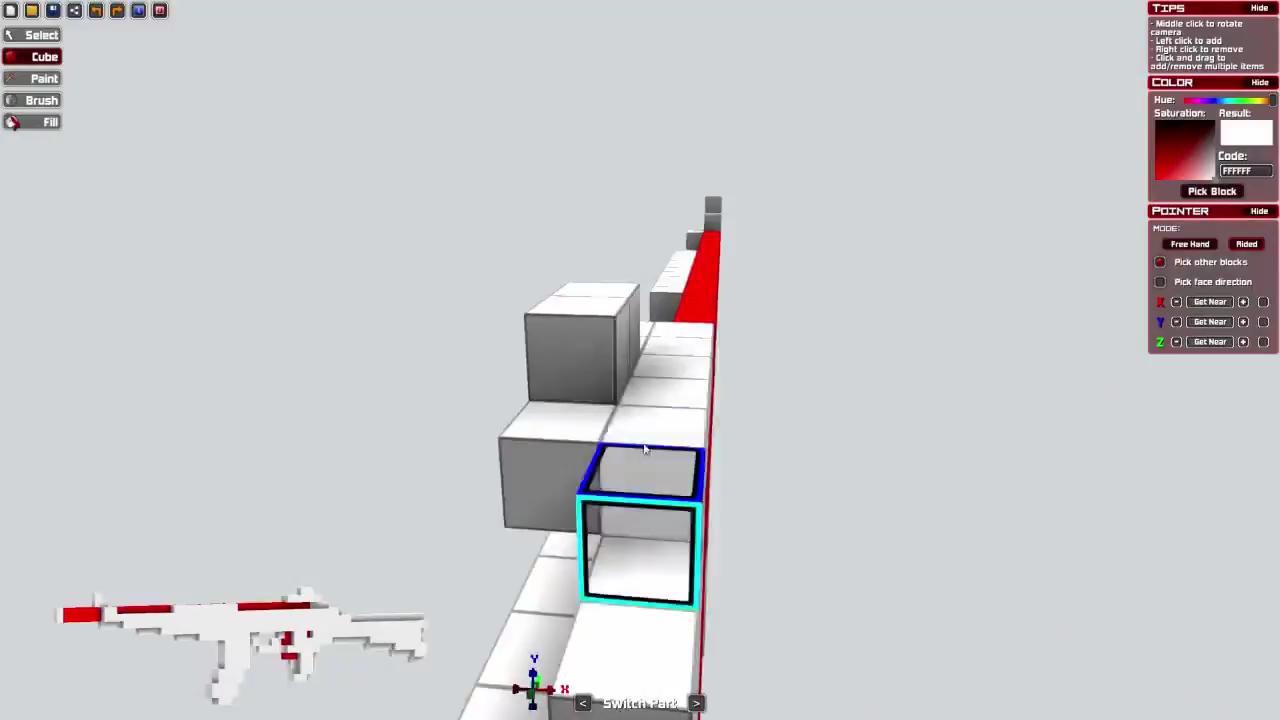 Select
Cube
Paint
Brush
Fill
Tips Hide
- Middle click to rotate
camera
- Left click to add
- Right click to remove
- Click and drag to
add/remove multiple items
Color Hide
Hue:
Saturation: Result:
Code:
FFFFFF
Pick Block
Pointer Hide
MODE:
Free Hand Aided
Pick other blocks
Pick face direction
X - Get Near +
Y - Get Near +
Z - Get Near +
Y
X
< Switch Part >